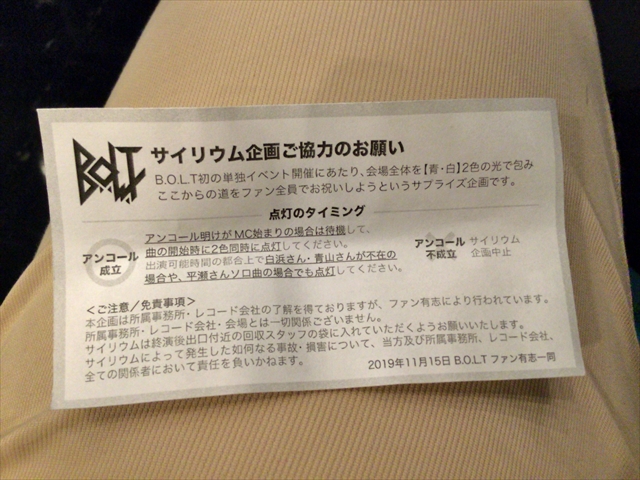 B.O.L.T
サイリウム企画ご協力のお願い
B.O.L.T初の単独イベント開催にあたり、会場全体を【青・白】2色の光で包み
ここからの道をファン全員でお祝いしようというサプライズ企画です。
点灯のタイミング
アンコール
成立
アンコール明けがMC始まりの場合は待機して、
曲の開始時に2色同時に点灯してください。
出演可能時間の都合上で白浜さん・青山さんが不在の
場合や、平瀬さんソロ曲の場合でも点灯してください。
アンコール
不成立
サイリウム
企画中止
<ご注意/免責事項>
本企画は所属事務所・レコード会社の了解を得ておりますが、ファン有志により行われています。
所属事務所・レコード会社・会場とは一切関係ございません。
サイリウムは終演後出口付近の回収スタッフの袋に入れていただくようお願いいたします。
サイリウムによって発生した如何なる事故・損害について、当方及び所属事務所、レコード会社、
全ての関係者において責任を負いかねます。
2019年11月15日 B.O.L.T ファン有志一同